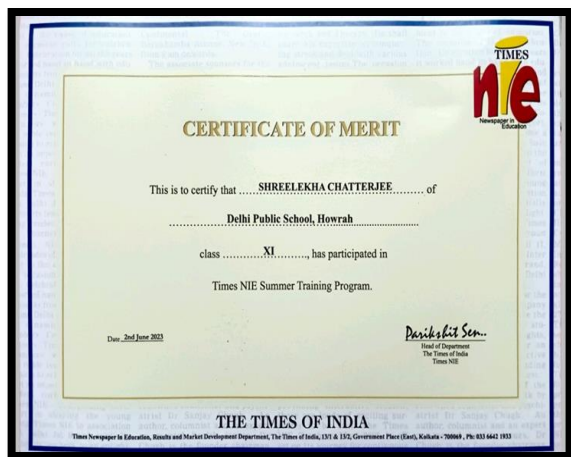 TIMES
nie
Newspaper in
Education
CERTIFICATE OF MERIT
This is to certify that ....SHREELEKHA CHATTERJEE........ of
Delhi Public School, Howrah
class ..........XI........, has participated in
Times NIE Summer Training Program.
Date 2nd June 2023
Parikshit Sen..
Head of Department
The Times of India
Times NIE
THE TIMES OF INDIA
Times Newspaper in Education, Results and Market Development Department, The Times of India, 13/1 & 13/2, Government Place (East), Kolkata - 700069 , Ph: 033 6642 1933